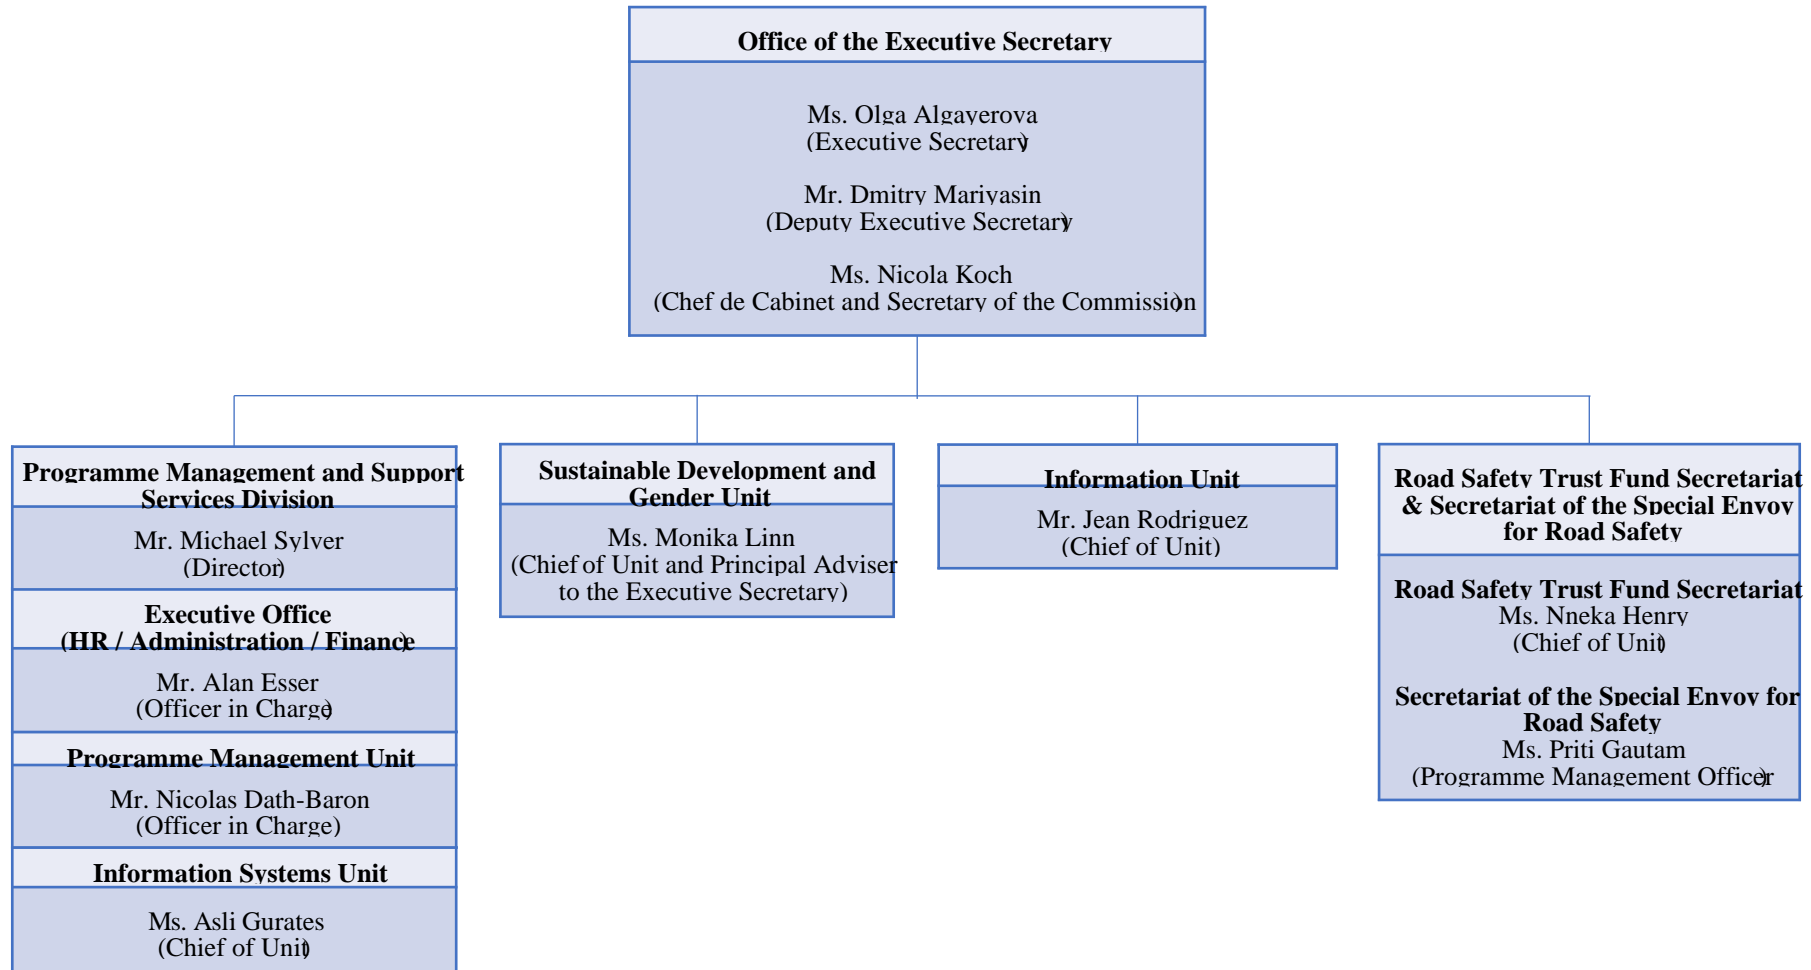 Office of the Executive Secretary
Ms. Olga Algayerova
(Executive Secretary)
Mr. Dmitry Mariyasin
(Deputy Executive Secretary)
Ms. Nicola Koch
(Chef de Cabinet and Secretary of the Commission)
Programme Management and Support
Services Division
Mr. Michael Sylver
(Director)
Executive Office
(HR / Administration / Finance)
Mr. Alan Esser
(Officer in Charge)
Programme Management Unit
Mr. Nicolas Dath-Baron
(Officer in Charge)
Information Systems Unit
Ms. Asli Gurates
(Chief of Unit)
Sustainable Development and
Gender Unit
Ms. Monika Linn
(Chief of Unit and Principal Adviser
to the Executive Secretary)
Information Unit
Mr. Jean Rodriguez
(Chief of Unit)
Road Safety Trust Fund Secretariat
& Secretariat of the Special Envoy
for Road Safety
Road Safety Trust Fund Secretariat
Ms. Nneka Henry
(Chief of Unit)
Secretariat of the Special Envoy for
Road Safety
Ms. Priti Gautam
(Programme Management Officer)